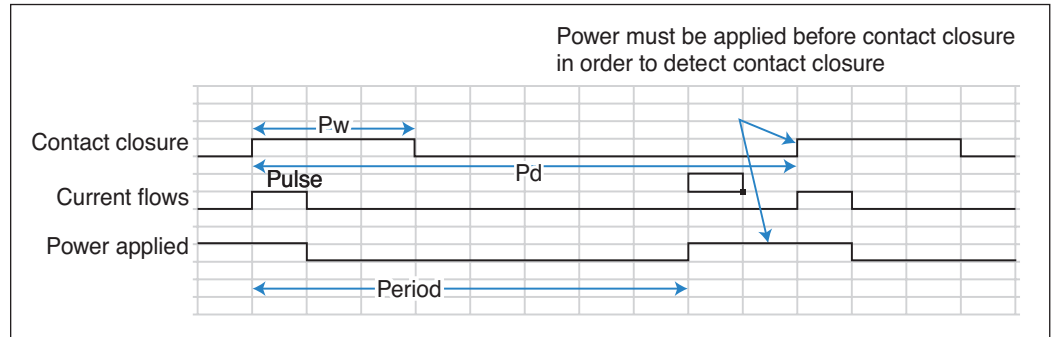 Power must be applied before contact closure
in order to detect contact closure
Pw
Contact closure
Pd
Pulse
Current flows
Power applied
Period